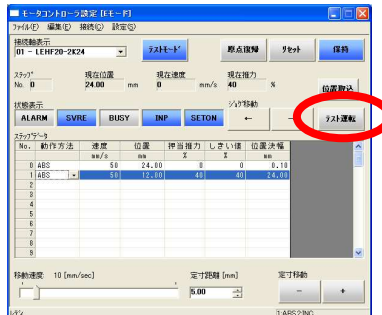 モータコントローラ設定 [Eモード]
ファイル(F) 編集(E) 接続(C) 設定(S)
接続軸表示
01 - LEHF20-2K24
テストモード
原点復帰
リセット
保持
ステップ 現在位置 現在速度 現在推力
No. 0 24.00 mm 0 mm/s 40 %
位置取込
状態表示 ジョグ移動
ALARM SVRE BUSY INP SETON ← →
テスト運転
ステップデータ
No. 動作方法 速度 位置 押当推力 しきい値 位置決幅
mm/s mm % % mm
0 ABS 50 24.00 0 0 0.10
1 ABS 50 12.00 40 40 24.00
2
3
4
5
6
7
8
9
移動速度: 10 [mm/sec] 定寸距離 [mm] 定寸移動
5.00 - +
1:ABS2:INC